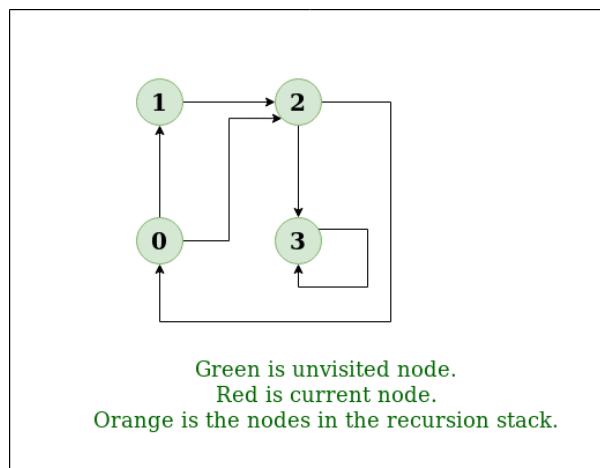 1 2
0 3
Green is unvisited node.
Red is current node.
Orange is the nodes in the recursion stack.